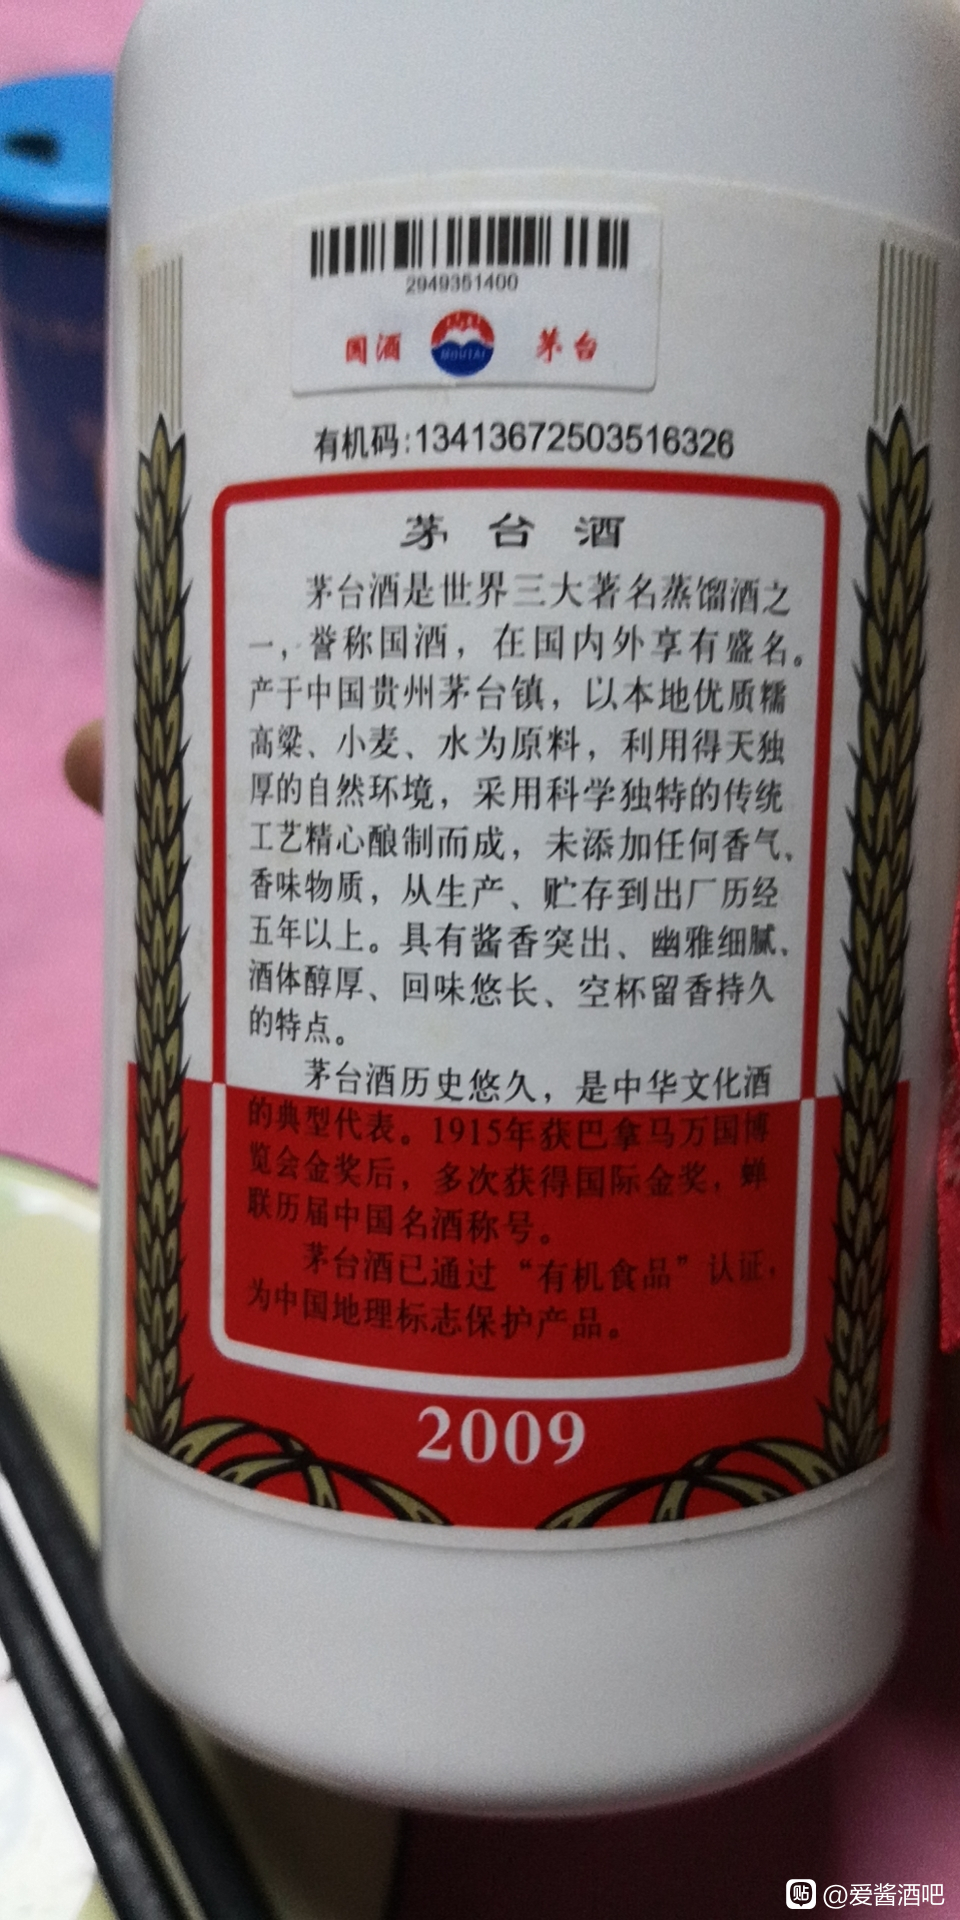 2949351400
国酒 MOUTAI 茅台
有机码:13413672503516326
茅台酒
茅台酒是世界三大著名蒸馏酒之
一，誉称国酒，在国内外享有盛名。
产于中国贵州茅台镇，以本地优质糯
高粱、小麦、水为原料，利用得天独
厚的自然环境，采用科学独特的传统
工艺精心酿制而成，未添加任何香气、
香味物质，从生产、贮存到出厂历经
五年以上。具有酱香突出、幽雅细腻、
酒体醇厚、回味悠长、空杯留香持久
的特点。
茅台酒历史悠久，是中华文化酒
的典型代表。1915年获巴拿马万国博
览会金奖后，多次获得国际金奖，蝉
联历届中国名酒称号。
茅台酒已通过“有机食品”认证，
为中国地理标志保护产品。
2009
贴 @爱酱酒吧